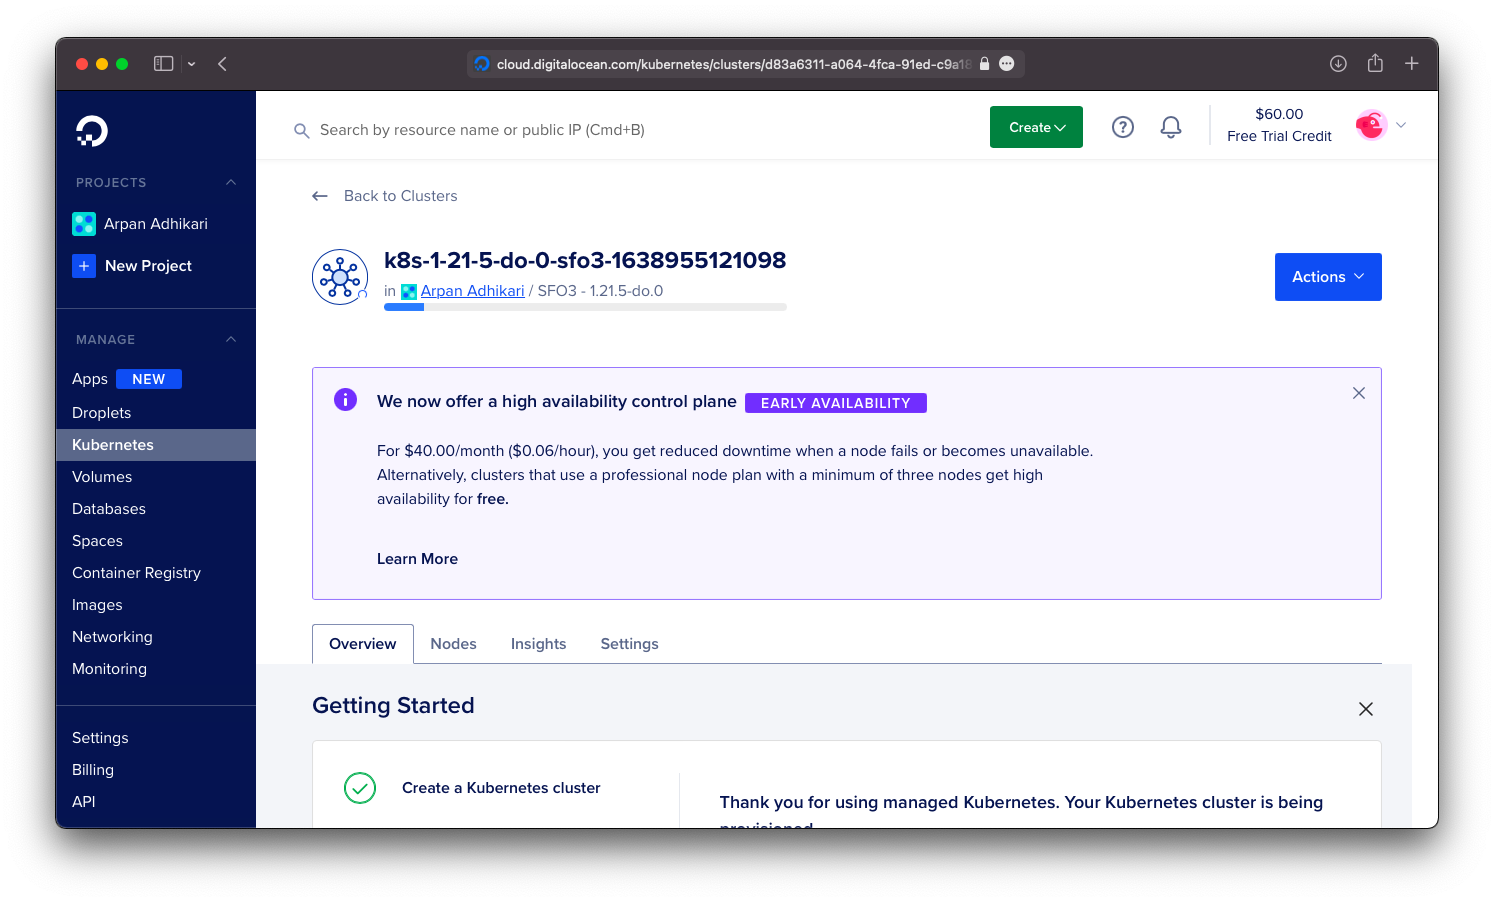 cloud.digitalocean.com/kubernetes/clusters/d83a6311-a064-4fca-91ed-c9a18
Search by resource name or public IP (Cmd+B)
Create
$60.00
Free Trial Credit
PROJECTS
Arpan Adhikari
New Project
MANAGE
Apps NEW
Droplets
Kubernetes
Volumes
Databases
Spaces
Container Registry
Images
Networking
Monitoring
Settings
Billing
API
Back to Clusters
k8s-1-21-5-do-0-sfo3-1638955121098
in Arpan Adhikari / SFO3 - 1.21.5-do.0
Actions
We now offer a high availability control plane EARLY AVAILABILITY
For $40.00/month ($0.06/hour), you get reduced downtime when a node fails or becomes unavailable.
Alternatively, clusters that use a professional node plan with a minimum of three nodes get high
availability for free.
Learn More
Overview Nodes Insights Settings
Getting Started
Create a Kubernetes cluster
Thank you for using managed Kubernetes. Your Kubernetes cluster is being
provisioned